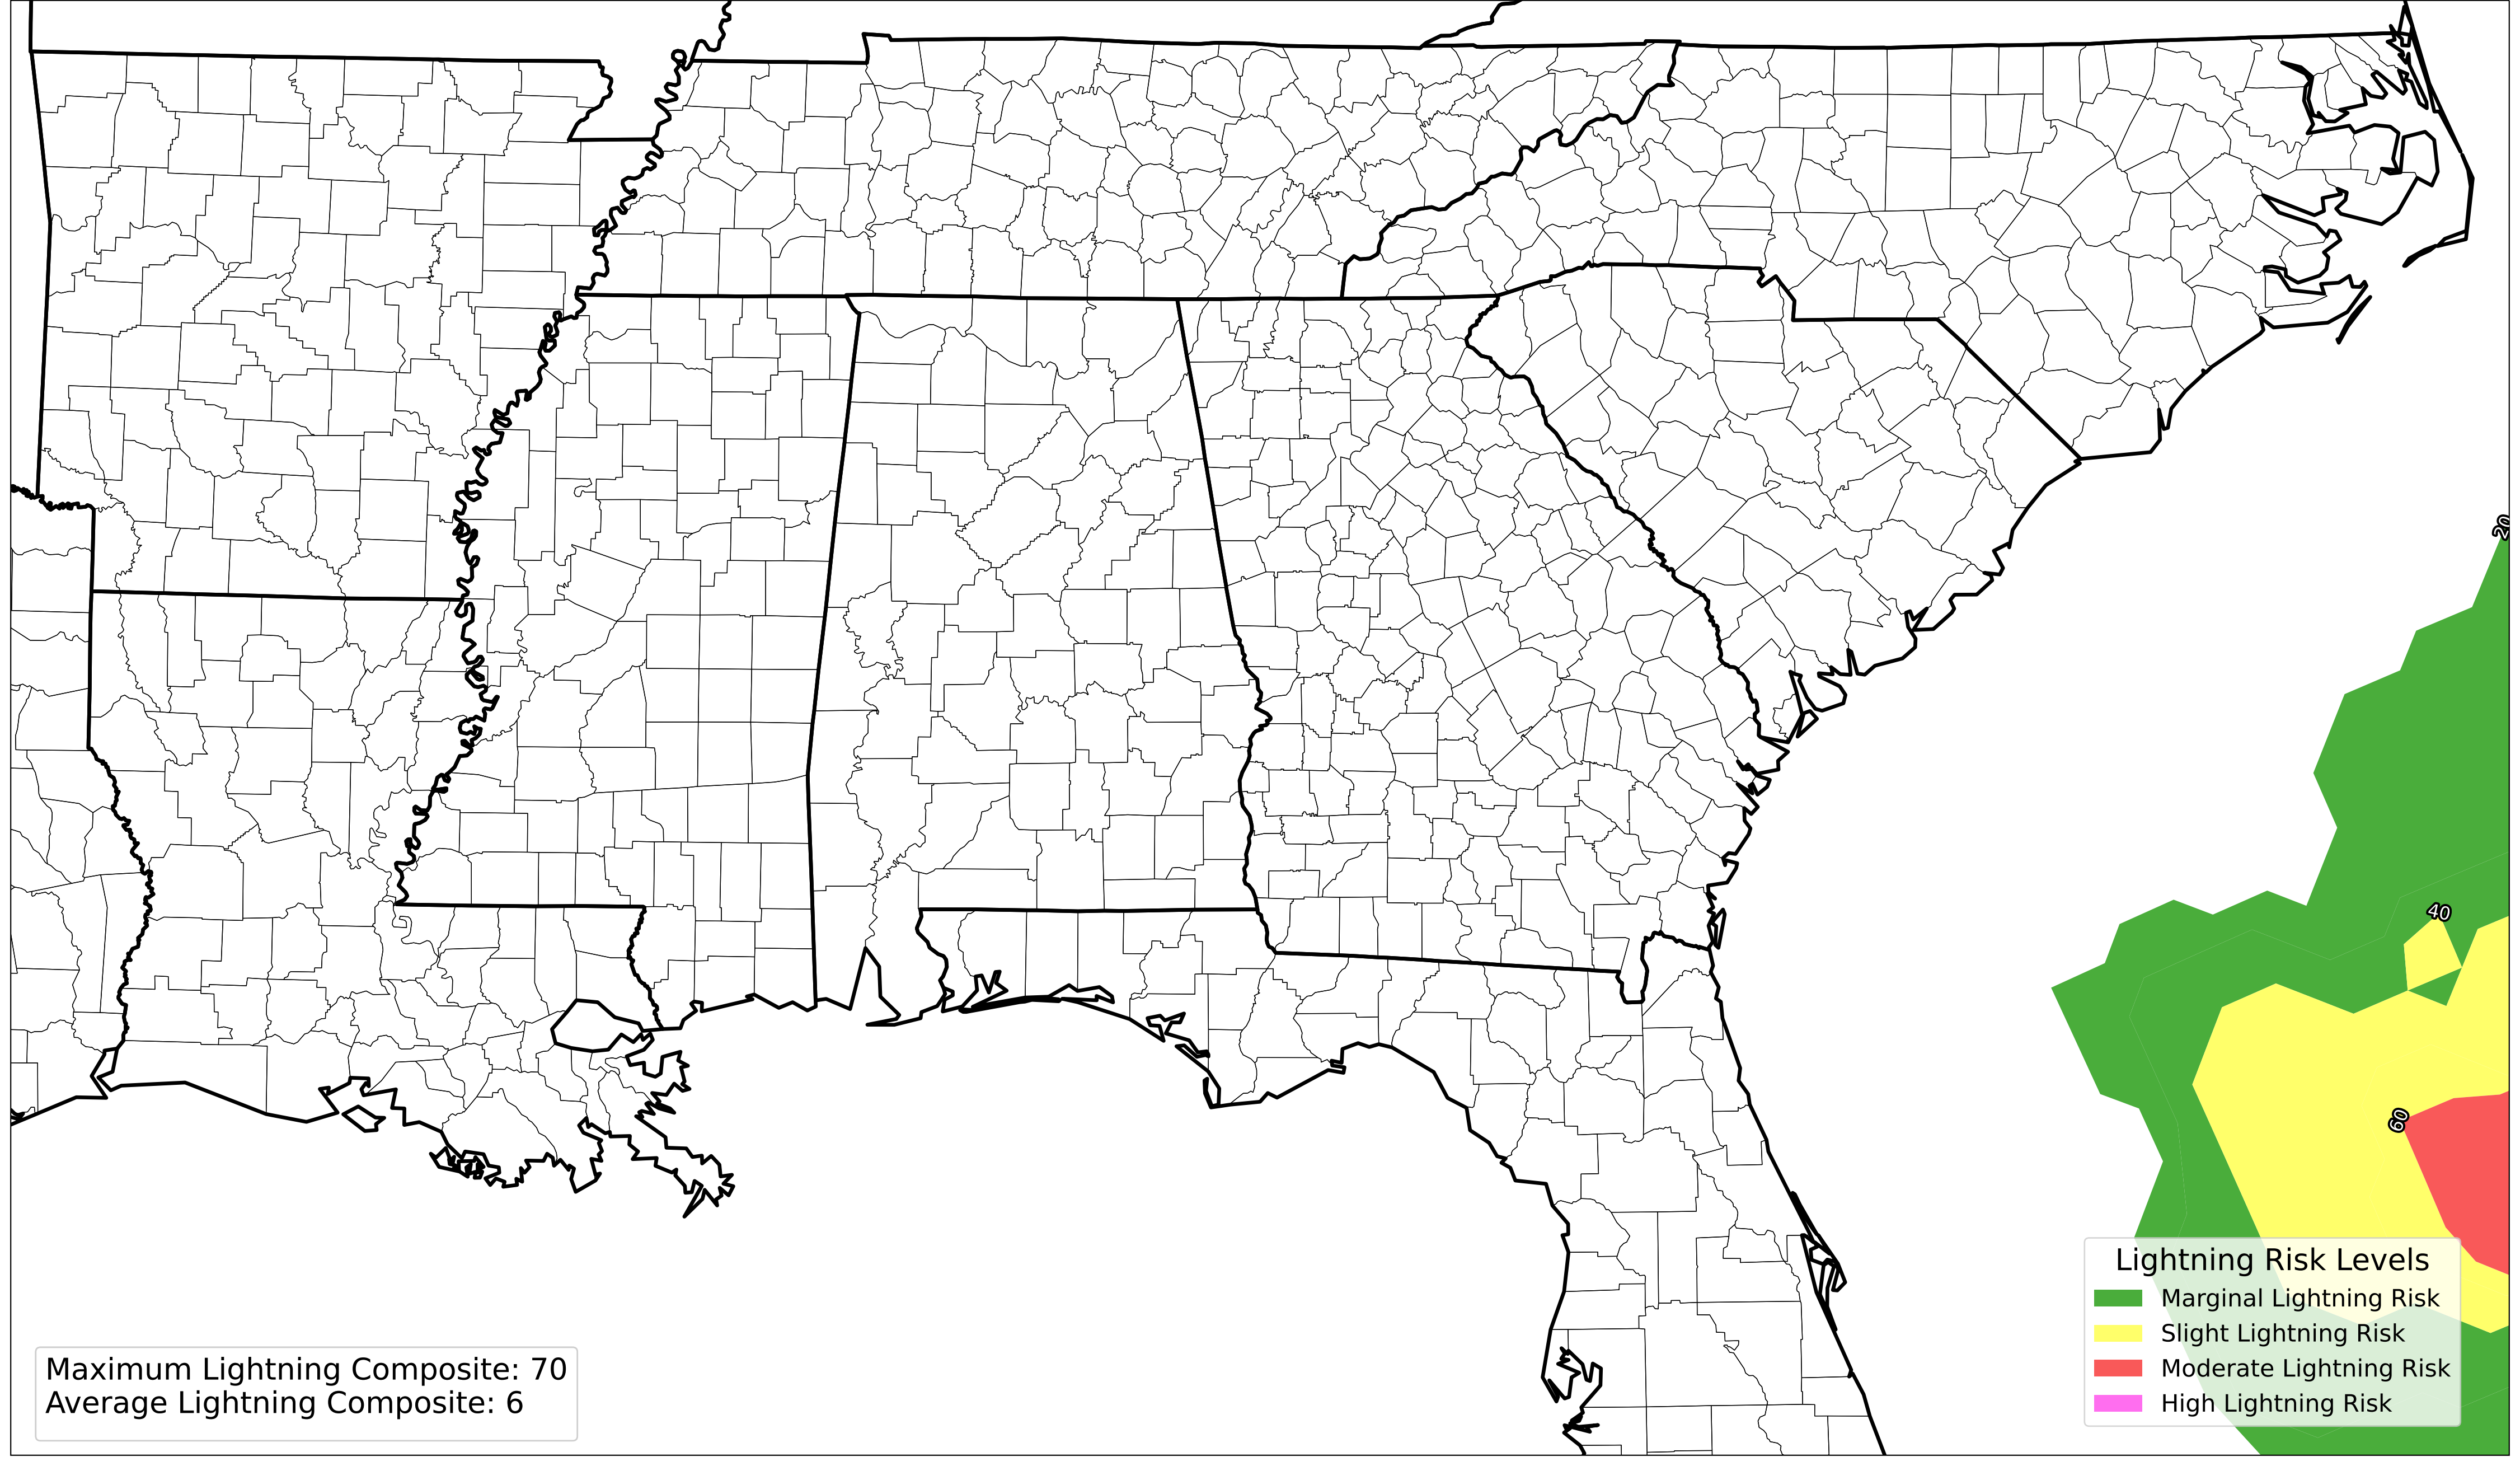 20
40
60
Lightning Risk Levels
Marginal Lightning Risk
Slight Lightning Risk
Moderate Lightning Risk
High Lightning Risk
Maximum Lightning Composite: 70
Average Lightning Composite: 6